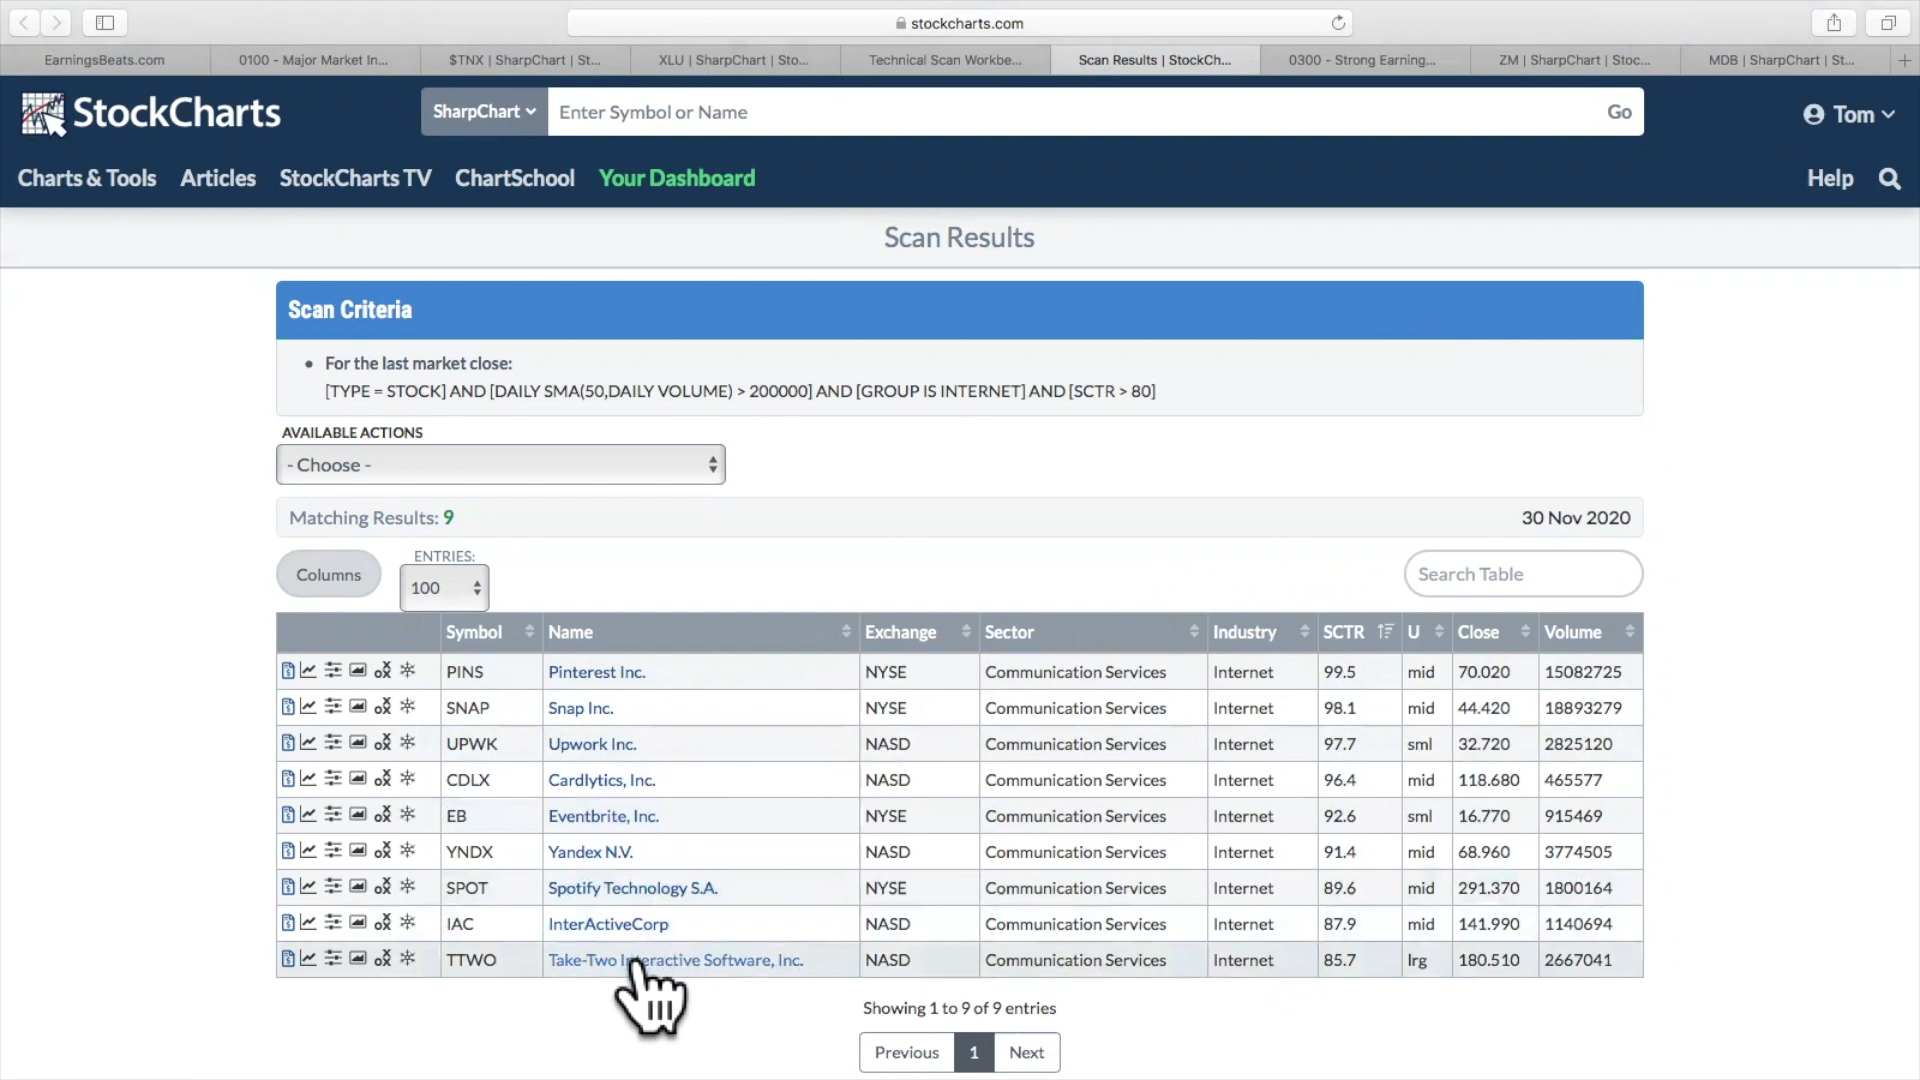 stockcharts.com
EarningsBeats.com
0100 - Major Market In...
$TNX | SharpChart | St...
XLU | SharpChart | Sto...
Technical Scan Workbe...
Scan Results | StockCh...
0300 - Strong Earning...
ZM | SharpChart | Stoc...
MDB | SharpChart | St...
StockCharts
SharpChart
Enter Symbol or Name
Go
Tom
Charts & Tools
Articles
StockCharts TV
ChartSchool
Your Dashboard
Help
Scan Results
Scan Criteria
• For the last market close:
[TYPE = STOCK] AND [DAILY SMA(50,DAILY VOLUME) > 200000] AND [GROUP IS INTERNET] AND [SCTR > 80]
AVAILABLE ACTIONS
- Choose -
Matching Results: 9
30 Nov 2020
Columns
ENTRIES:
100
Search Table
Symbol Name Exchange Sector Industry SCTR U Close Volume
PINS Pinterest Inc. NYSE Communication Services Internet 99.5 mid 70.020 15082725
SNAP Snap Inc. NYSE Communication Services Internet 98.1 mid 44.420 18893279
UPWK Upwork Inc. NASD Communication Services Internet 97.7 sml 32.720 2825120
CDLX Cardlytics, Inc. NASD Communication Services Internet 96.4 mid 118.680 465577
EB Eventbrite, Inc. NYSE Communication Services Internet 92.6 sml 16.770 915469
YNDX Yandex N.V. NASD Communication Services Internet 91.4 mid 68.960 3774505
SPOT Spotify Technology S.A. NYSE Communication Services Internet 89.6 mid 291.370 1800164
IAC InterActiveCorp NASD Communication Services Internet 87.9 mid 141.990 1140694
TTWO Take-Two Interactive Software, Inc. NASD Communication Services Internet 85.7 lrg 180.510 2667041
Showing 1 to 9 of 9 entries
Previous 1 Next